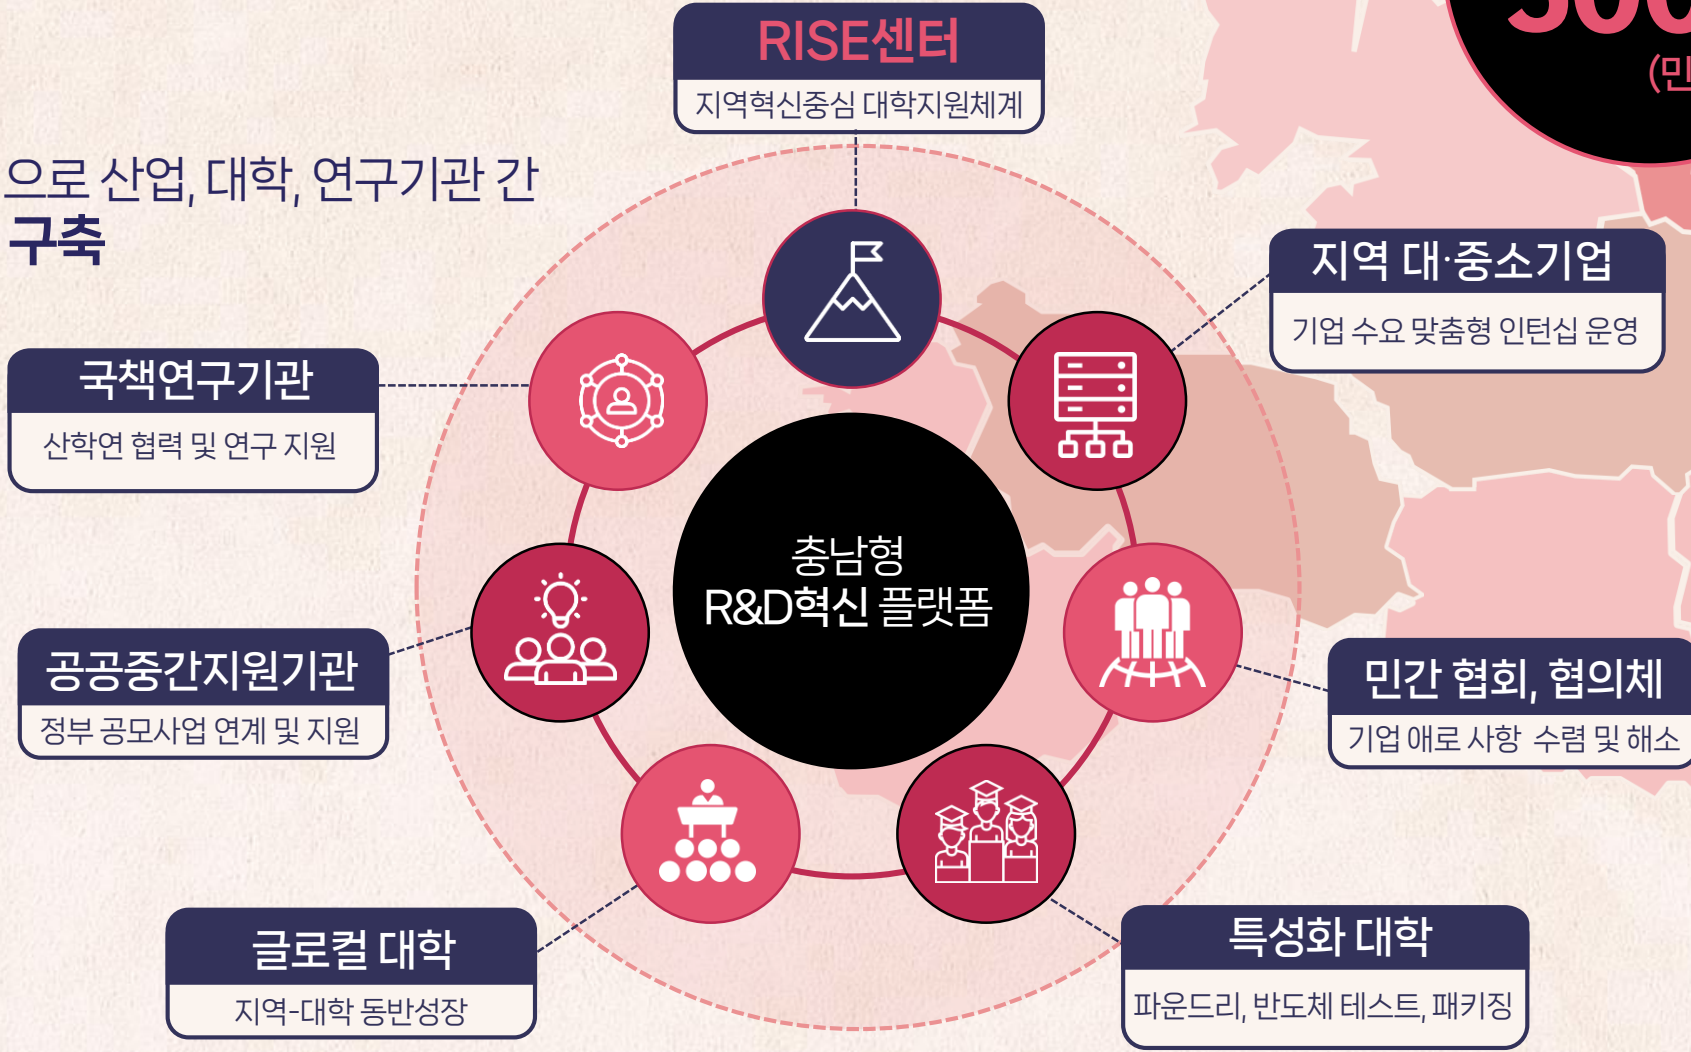 RISE센터
지역혁신중심 대학지원체계
으로 산업, 대학, 연구기관 간
구축
지역 대·중소기업
기업 수요 맞춤형 인턴십 운영
국책연구기관
산학연 협력 및 연구 지원
충남형
R&D혁신 플랫폼
공공중간지원기관
정부 공모사업 연계 및 지원
민간 협회, 협의체
기업 애로 사항 수렴 및 해소
글로컬 대학
지역-대학 동반성장
특성화 대학
파운드리, 반도체 테스트, 패키징